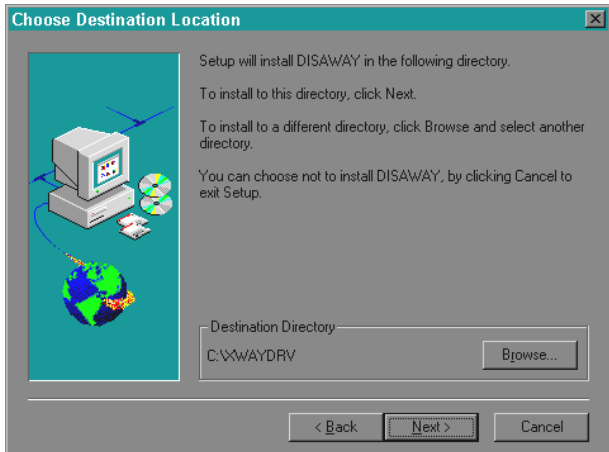 Choose Destination Location
Setup will install DISAWAY in the following directory.
To install to this directory, click Next.
To install to a different directory, click Browse and select another
directory.
You can choose not to install DISAWAY, by clicking Cancel to
exit Setup.
Destination Directory
C:\XWAYDRV
Browse...
< Back
Next >
Cancel